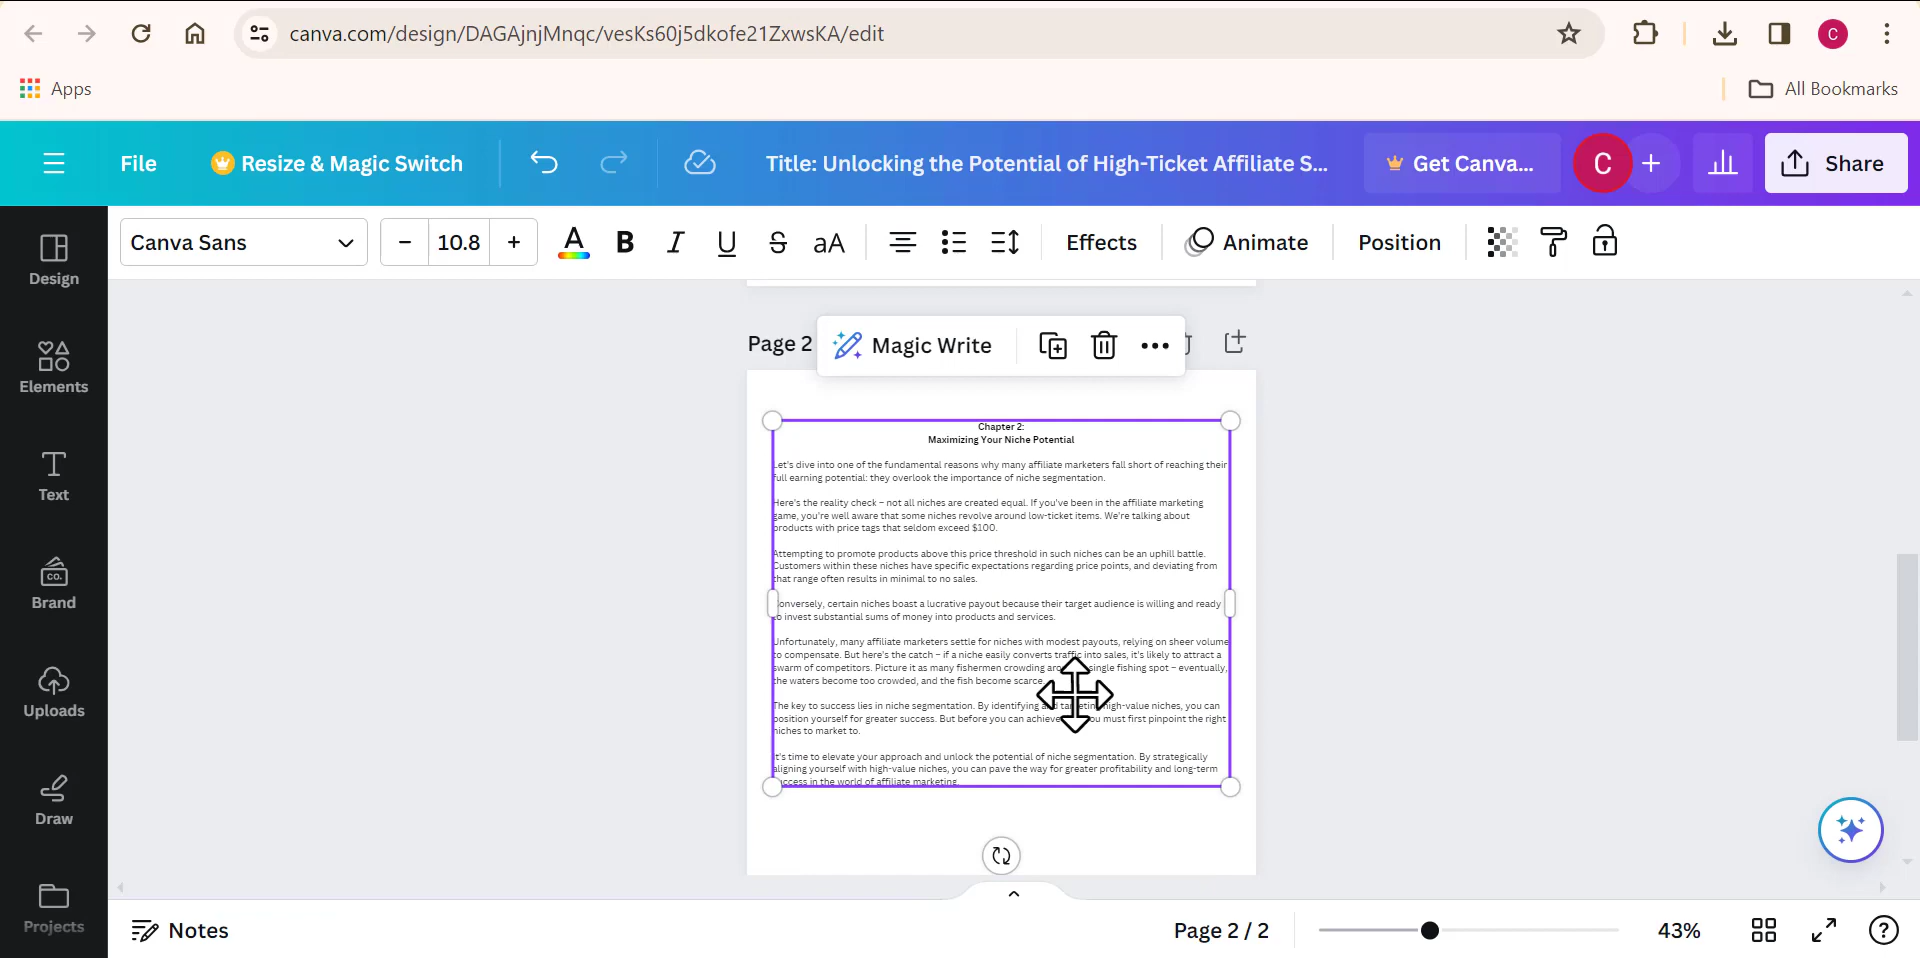 canva.com/design/DAGAjnjMnqc/vesKs60j5dkofe21ZxwsKA/edit
C
Apps
All Bookmarks
File
Resize & Magic Switch
Title: Unlocking the Potential of High-Ticket Affiliate S...
Get Canva...
C
+
Share
Canva Sans
− 10.8 +
A
B
I
U
S
aA
Effects
Animate
Position
Design
Elements
Text
CO.
Brand
Uploads
Draw
Projects
Page 2
Magic Write
Chapter 2:
Maximizing Your Niche Potential
Let's dive into one of the fundamental reasons why many affiliate marketers fall short of reaching their
full earning potential: they overlook the importance of niche segmentation.
Here's the reality check – not all niches are created equal. If you've been in the affiliate marketing
game, you're well aware that some niches revolve around low-ticket items. We're talking about
products with price tags that seldom exceed $100.
Attempting to promote products above this price threshold in such niches can be an uphill battle.
Customers within these niches have specific expectations regarding price points, and deviating from
that range often results in minimal to no sales.
Conversely, certain niches boast a lucrative payout because their target audience is willing and ready
to invest substantial sums of money into products and services.
Unfortunately, many affiliate marketers settle for niches with modest payouts, relying on sheer volume
to compensate. But here's the catch – if a niche easily converts traffic into sales, it's likely to attract a
swarm of competitors. Picture it as many fishermen crowding single fishing spot – eventually,
the waters become too crowded, and the fish become scarce.
The key to success lies in niche segmentation. By identifying and targeting high-value niches, you can
position yourself for greater success. But before you can achieve you must first pinpoint the right
niches to market to.
It's time to elevate your approach and unlock the potential of niche segmentation. By strategically
aligning yourself with high-value niches, you can pave the way for greater profitability and long-term
success in the world of affiliate marketing.
Notes
Page 2 / 2
43%
?